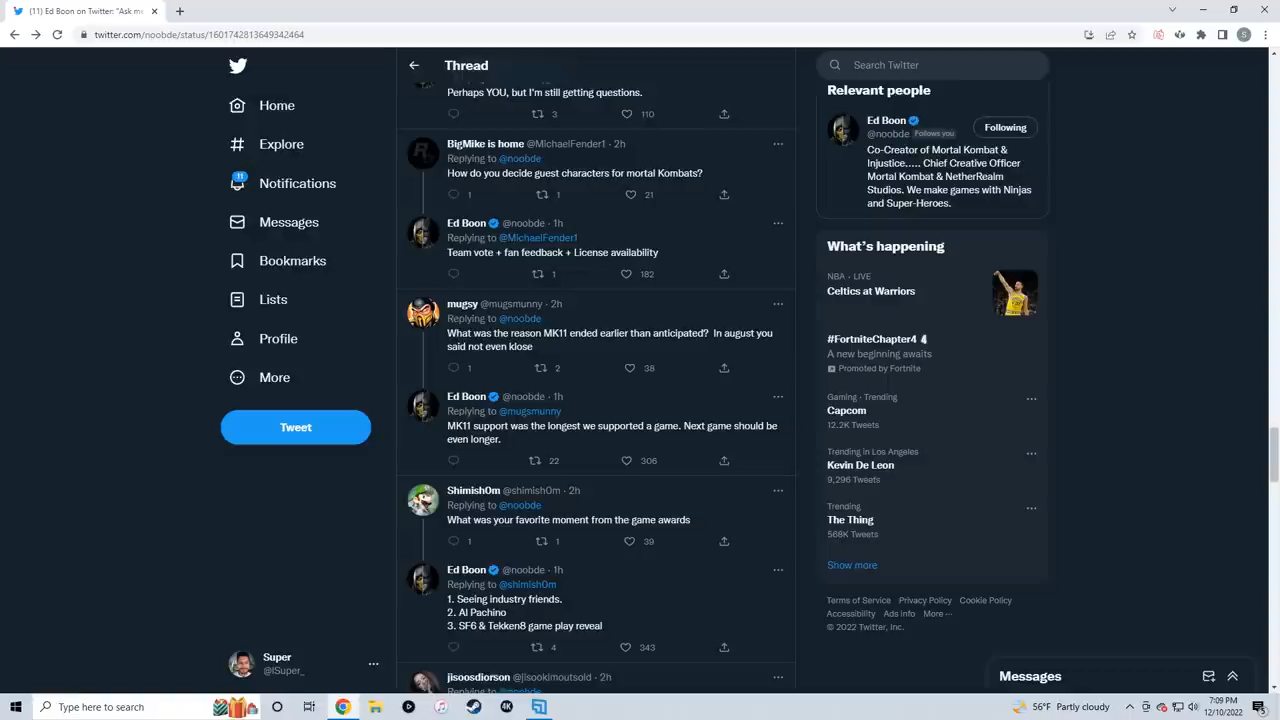 (11) Ed Boon on Twitter: "Ask me
twitter.com/noobde/status/1601742813649342464
S
Home
Explore
11
Notifications
Messages
Bookmarks
Lists
Profile
More
Tweet
Super
@ISuper_
Thread
Perhaps YOU, but I'm still getting questions.
3 110
BigMike is home @MichaelFender1 · 2h
Replying to @noobde
How do you decide guest characters for mortal Kombats?
1 1 21
Ed Boon @noobde · 1h
Replying to @MichaelFender1
Team vote + fan feedback + License availability
1 182
mugsy @mugsmunny · 2h
Replying to @noobde
What was the reason MK11 ended earlier than anticipated? In august you
said not even klose
1 2 38
Ed Boon @noobde · 1h
Replying to @mugsmunny
MK11 support was the longest we supported a game. Next game should be
even longer.
22 306
Shimish0m @shimish0m · 2h
Replying to @noobde
What was your favorite moment from the game awards
1 1 39
Ed Boon @noobde · 1h
Replying to @shimish0m
1. Seeing industry friends.
2. Al Pachino
3. SF6 & Tekken8 game play reveal
4 343
jisoosdiorson @jisookimoutsold · 2h
Replying to @noobde
Search Twitter
Relevant people
Ed Boon
@noobde Follows you
Following
Co-Creator of Mortal Kombat &
Injustice..... Chief Creative Officer
Mortal Kombat & NetherRealm
Studios. We make games with Ninjas
and Super-Heroes.
What's happening
NBA · LIVE
Celtics at Warriors
#FortniteChapter4
A new beginning awaits
Promoted by Fortnite
Gaming · Trending
Capcom
12.2K Tweets
Trending in Los Angeles
Kevin De Leon
9,296 Tweets
Trending
The Thing
568K Tweets
Show more
Terms of Service Privacy Policy Cookie Policy
Accessibility Ads info More ···
© 2022 Twitter, Inc.
Messages
Type here to search
4K
56°F Partly cloudy
7:09 PM
12/10/2022